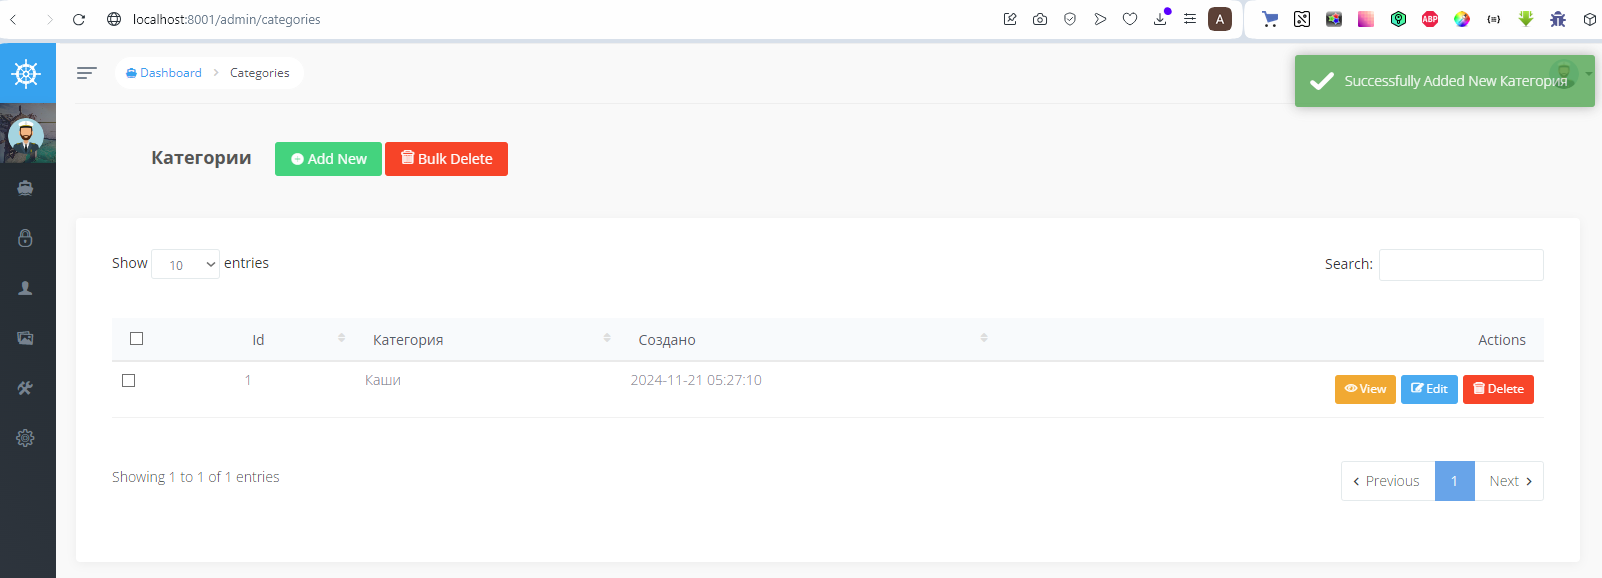 localhost:8001/admin/categories
A
ABP
Dashboard > Categories
Successfully Added New Категория
Категории
Add New
Bulk Delete
Show 10 entries
Search:
Id Категория Создано Actions
1 Каши 2024-11-21 05:27:10 View Edit Delete
Showing 1 to 1 of 1 entries
Previous 1 Next